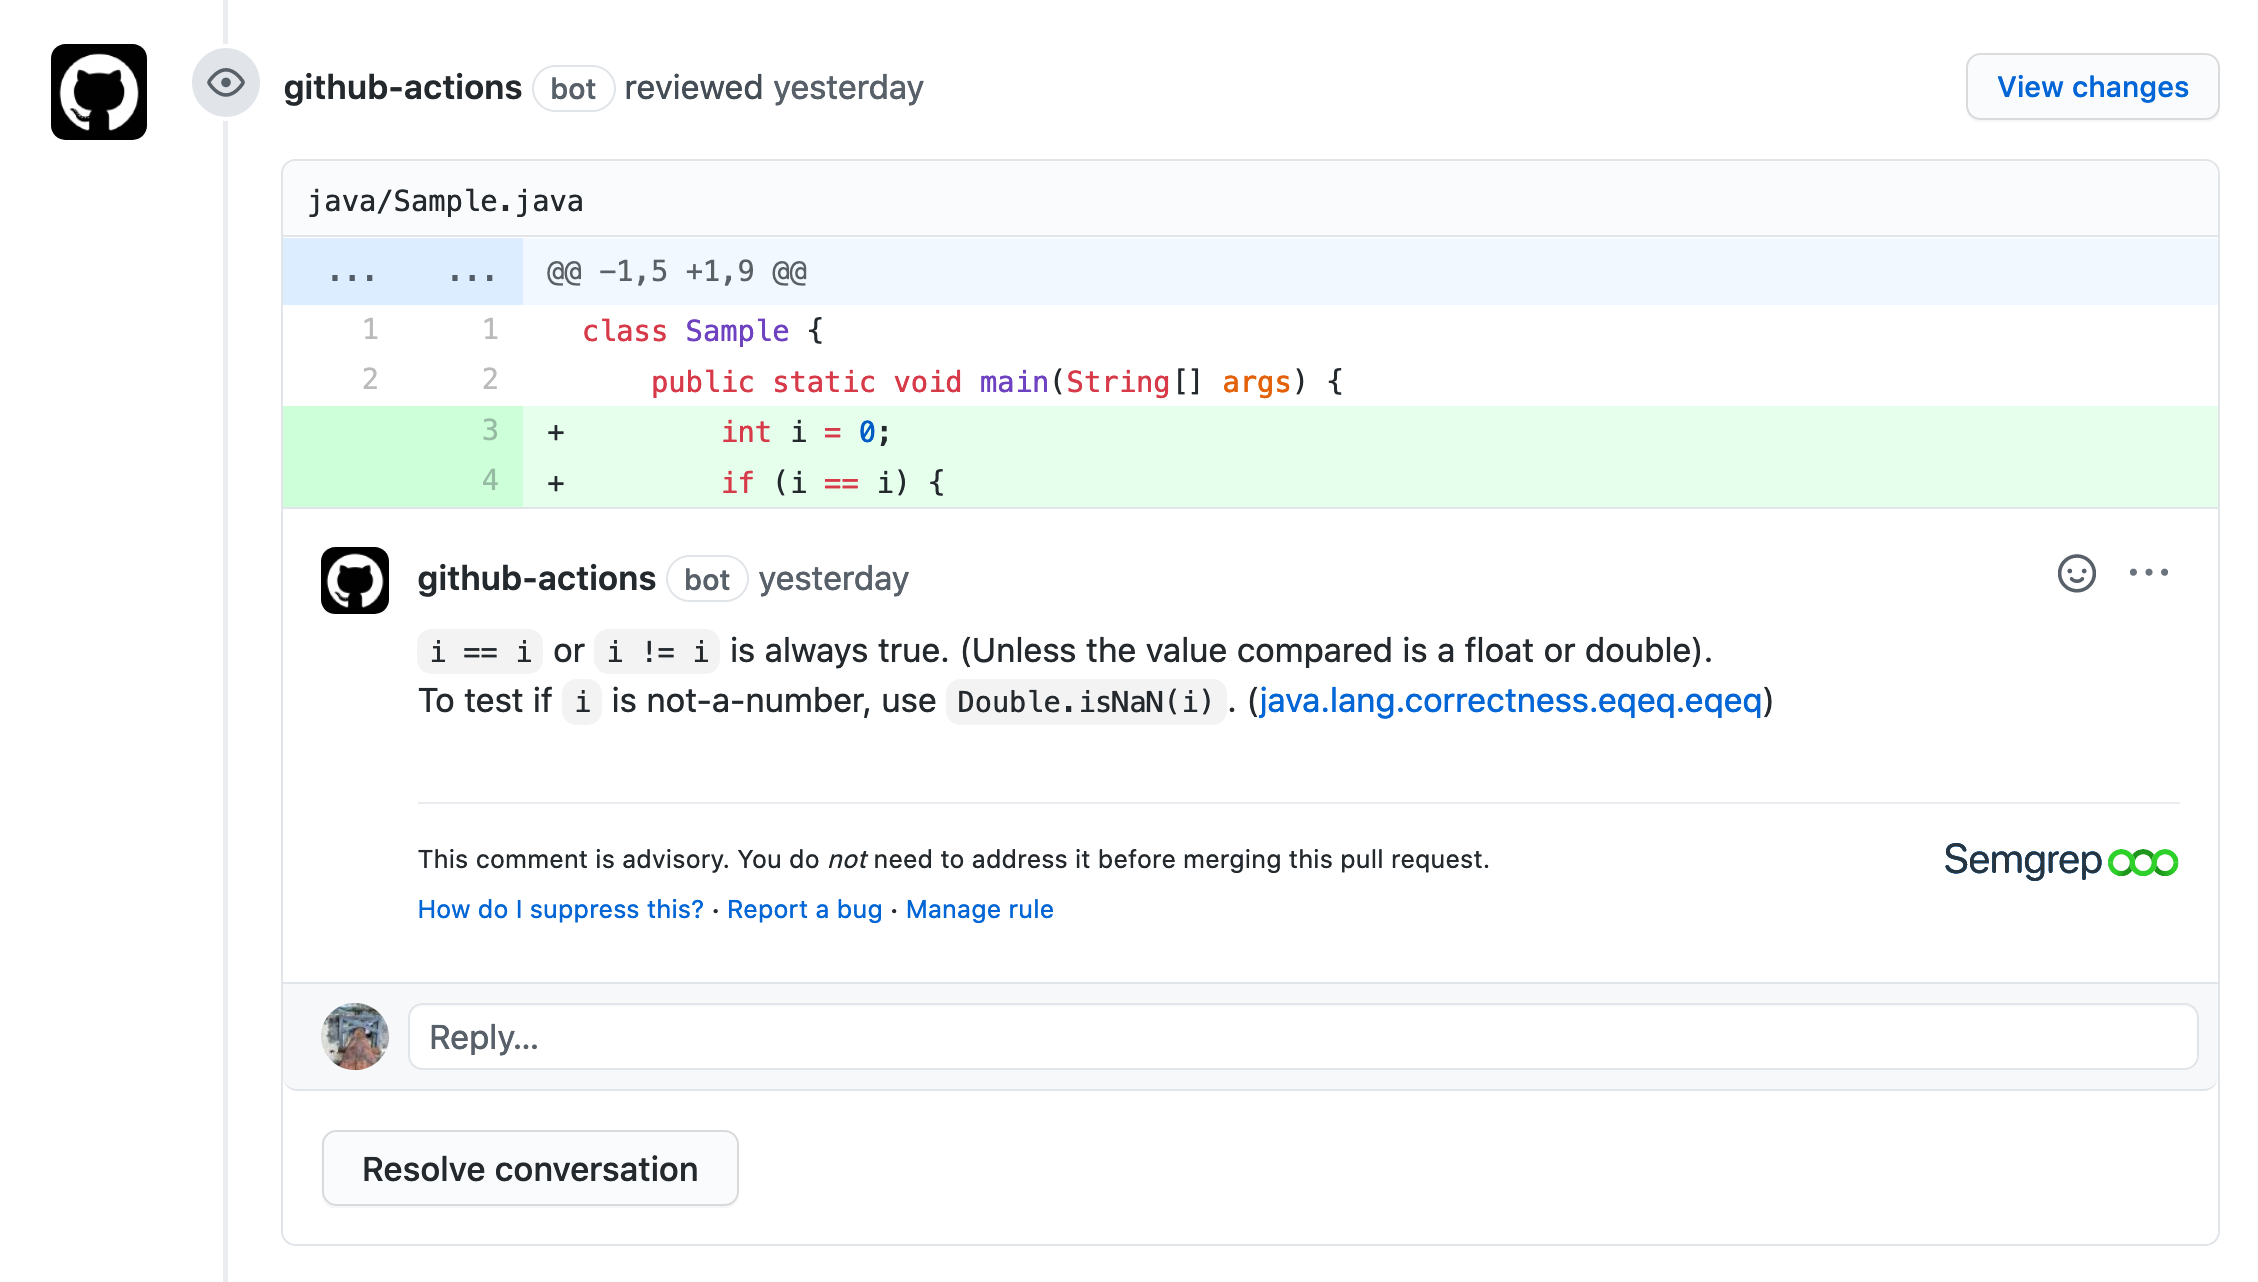 github-actions bot reviewed yesterday
View changes
java/Sample.java
... ... @@ -1,5 +1,9 @@
1 1 class Sample {
2 2 public static void main(String[] args) {
3 + int i = 0;
4 + if (i == i) {
github-actions bot yesterday
i == i or i != i is always true. (Unless the value compared is a float or double).
To test if i is not-a-number, use Double.isNaN(i). (java.lang.correctness.eqeq.eqeq)
This comment is advisory. You do not need to address it before merging this pull request.
Semgrep
How do I suppress this? · Report a bug · Manage rule
Reply...
Resolve conversation